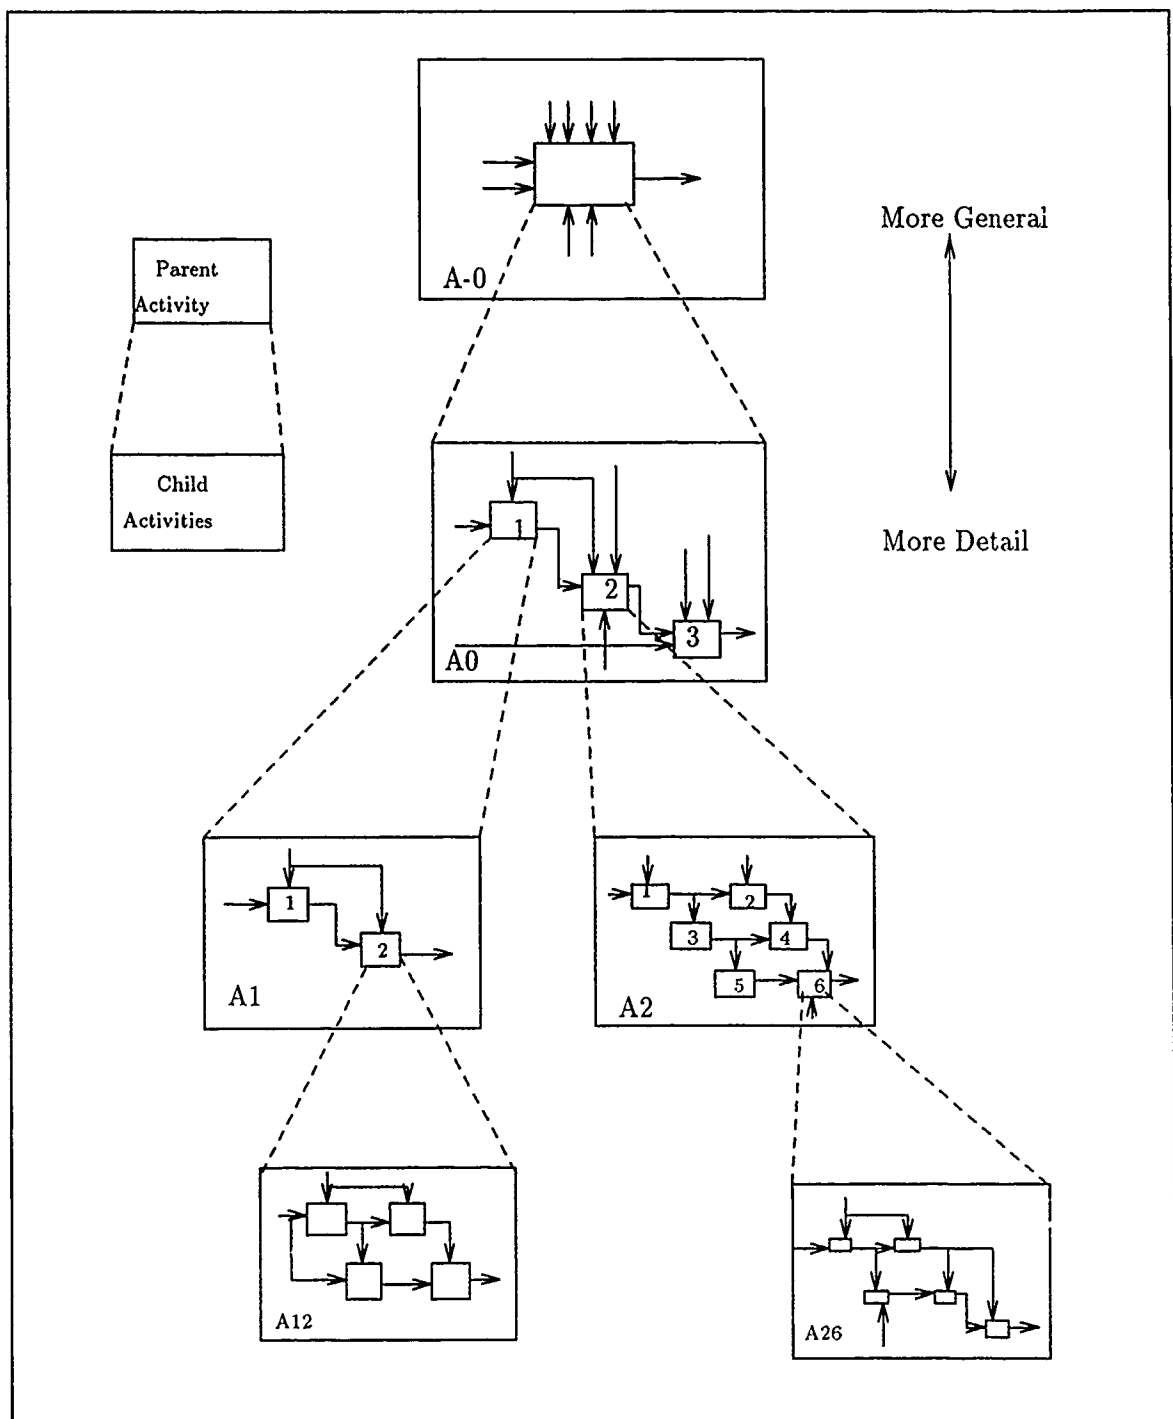 A-0
More General
Parent
Activity
Child
Activities
More Detail
1
2
3
A0
1
2
A1
1
2
3
4
5
6
A2
A12
A26